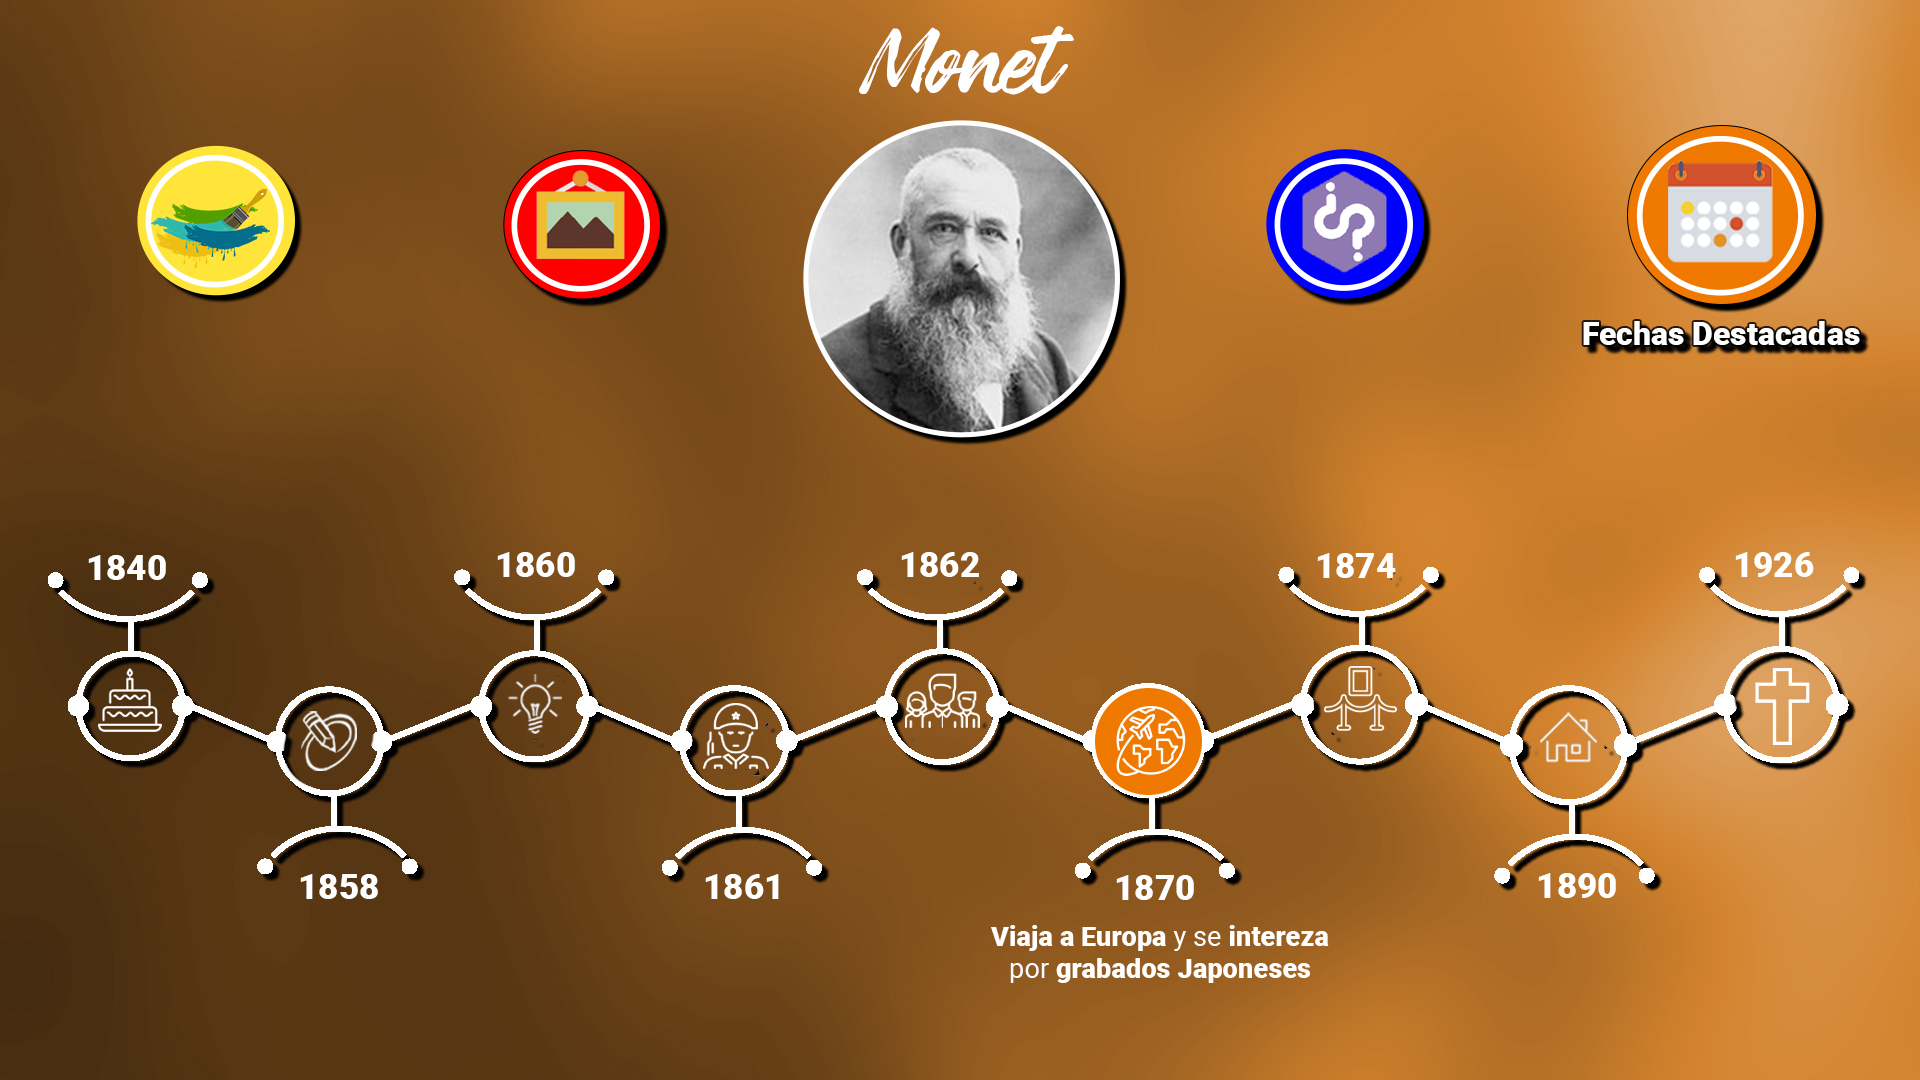 Monet
Fechas Destacadas
1840
1860
1862
1874
1926
1858
1861
1870
1890
Viaja a Europa y se intereza
por grabados Japoneses